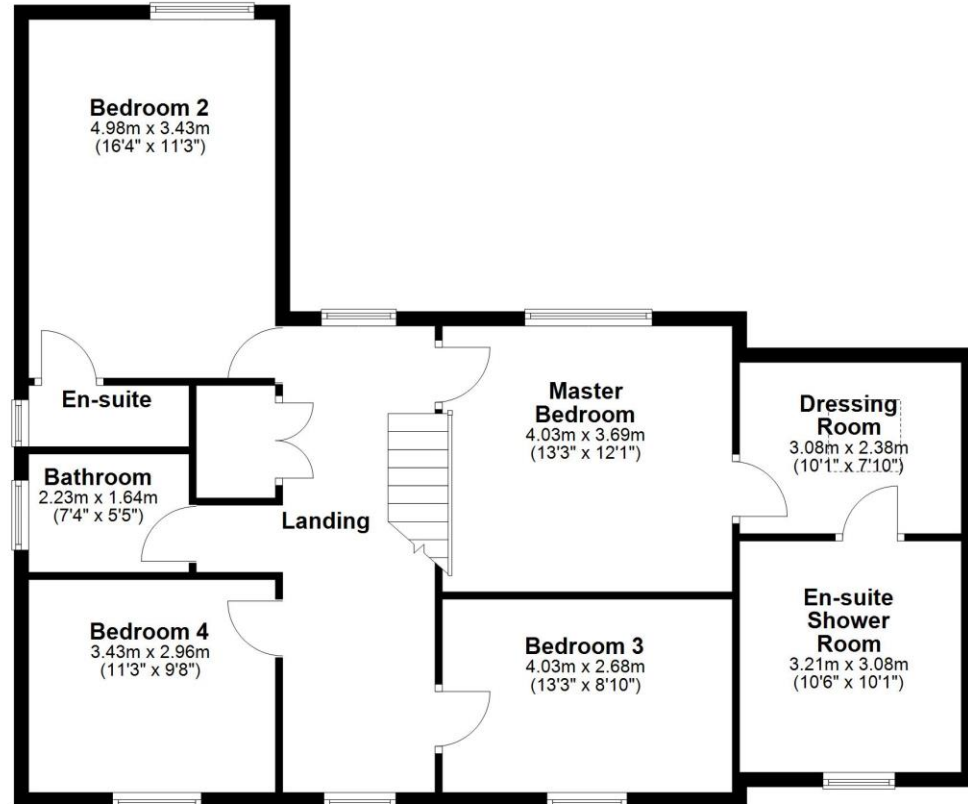 Bedroom 2
4.98m x 3.43m
(16'4" x 11'3")
En-suite
Bathroom
2.23m x 1.64m
(7'4" x 5'5")
Landing
Master
Bedroom
4.03m x 3.69m
(13'3" x 12'1")
Dressing
Room
3.08m x 2.38m
(10'1" x 7'10")
Bedroom 4
3.43m x 2.96m
(11'3" x 9'8")
Bedroom 3
4.03m x 2.68m
(13'3" x 8'10")
En-suite
Shower
Room
3.21m x 3.08m
(10'6" x 10'1")